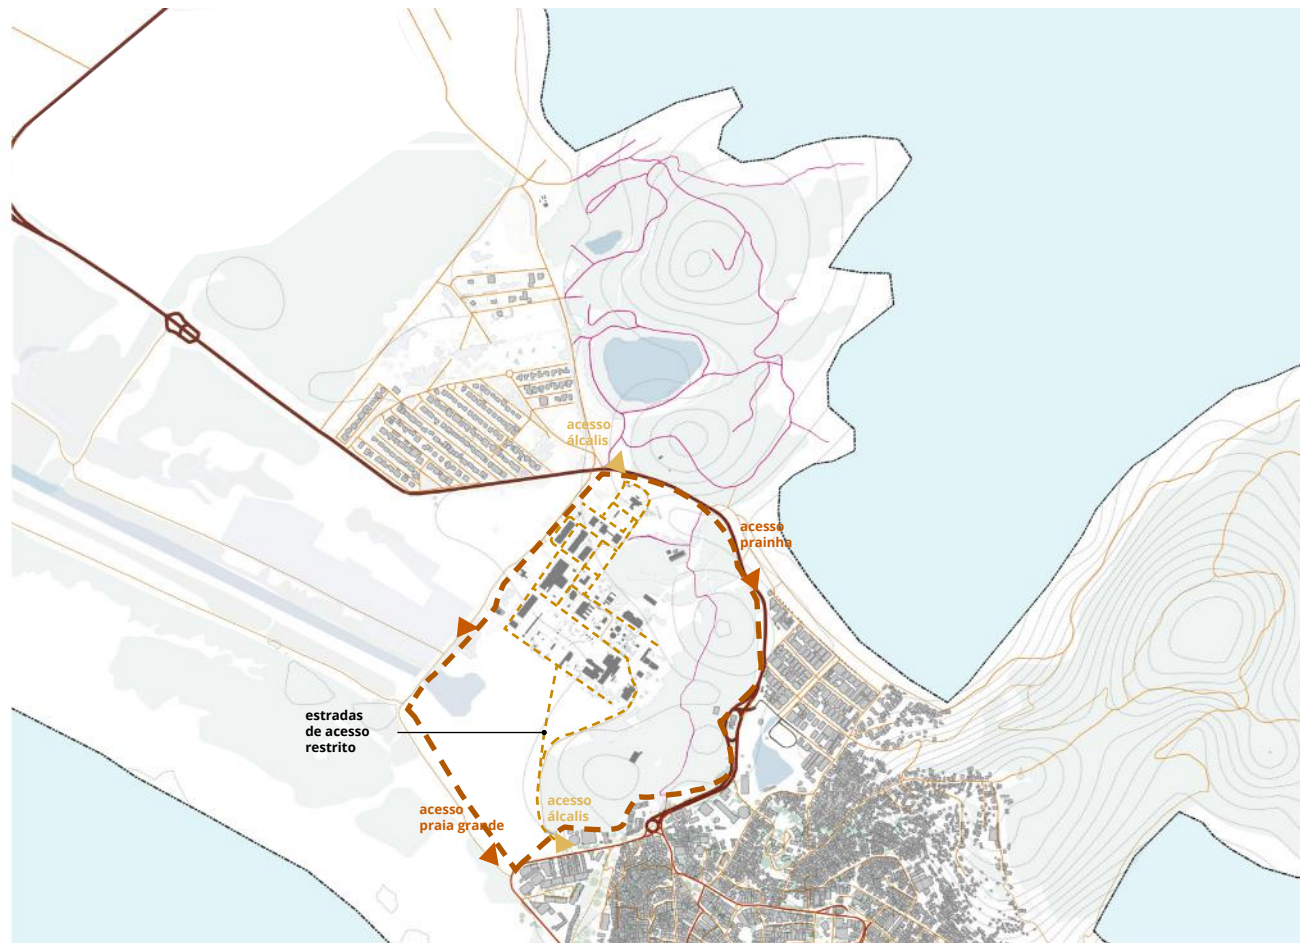 acesso
álcalis
acesso
prainha
estradas
de acesso
restrito
acesso
praia grande
acesso
álcalis